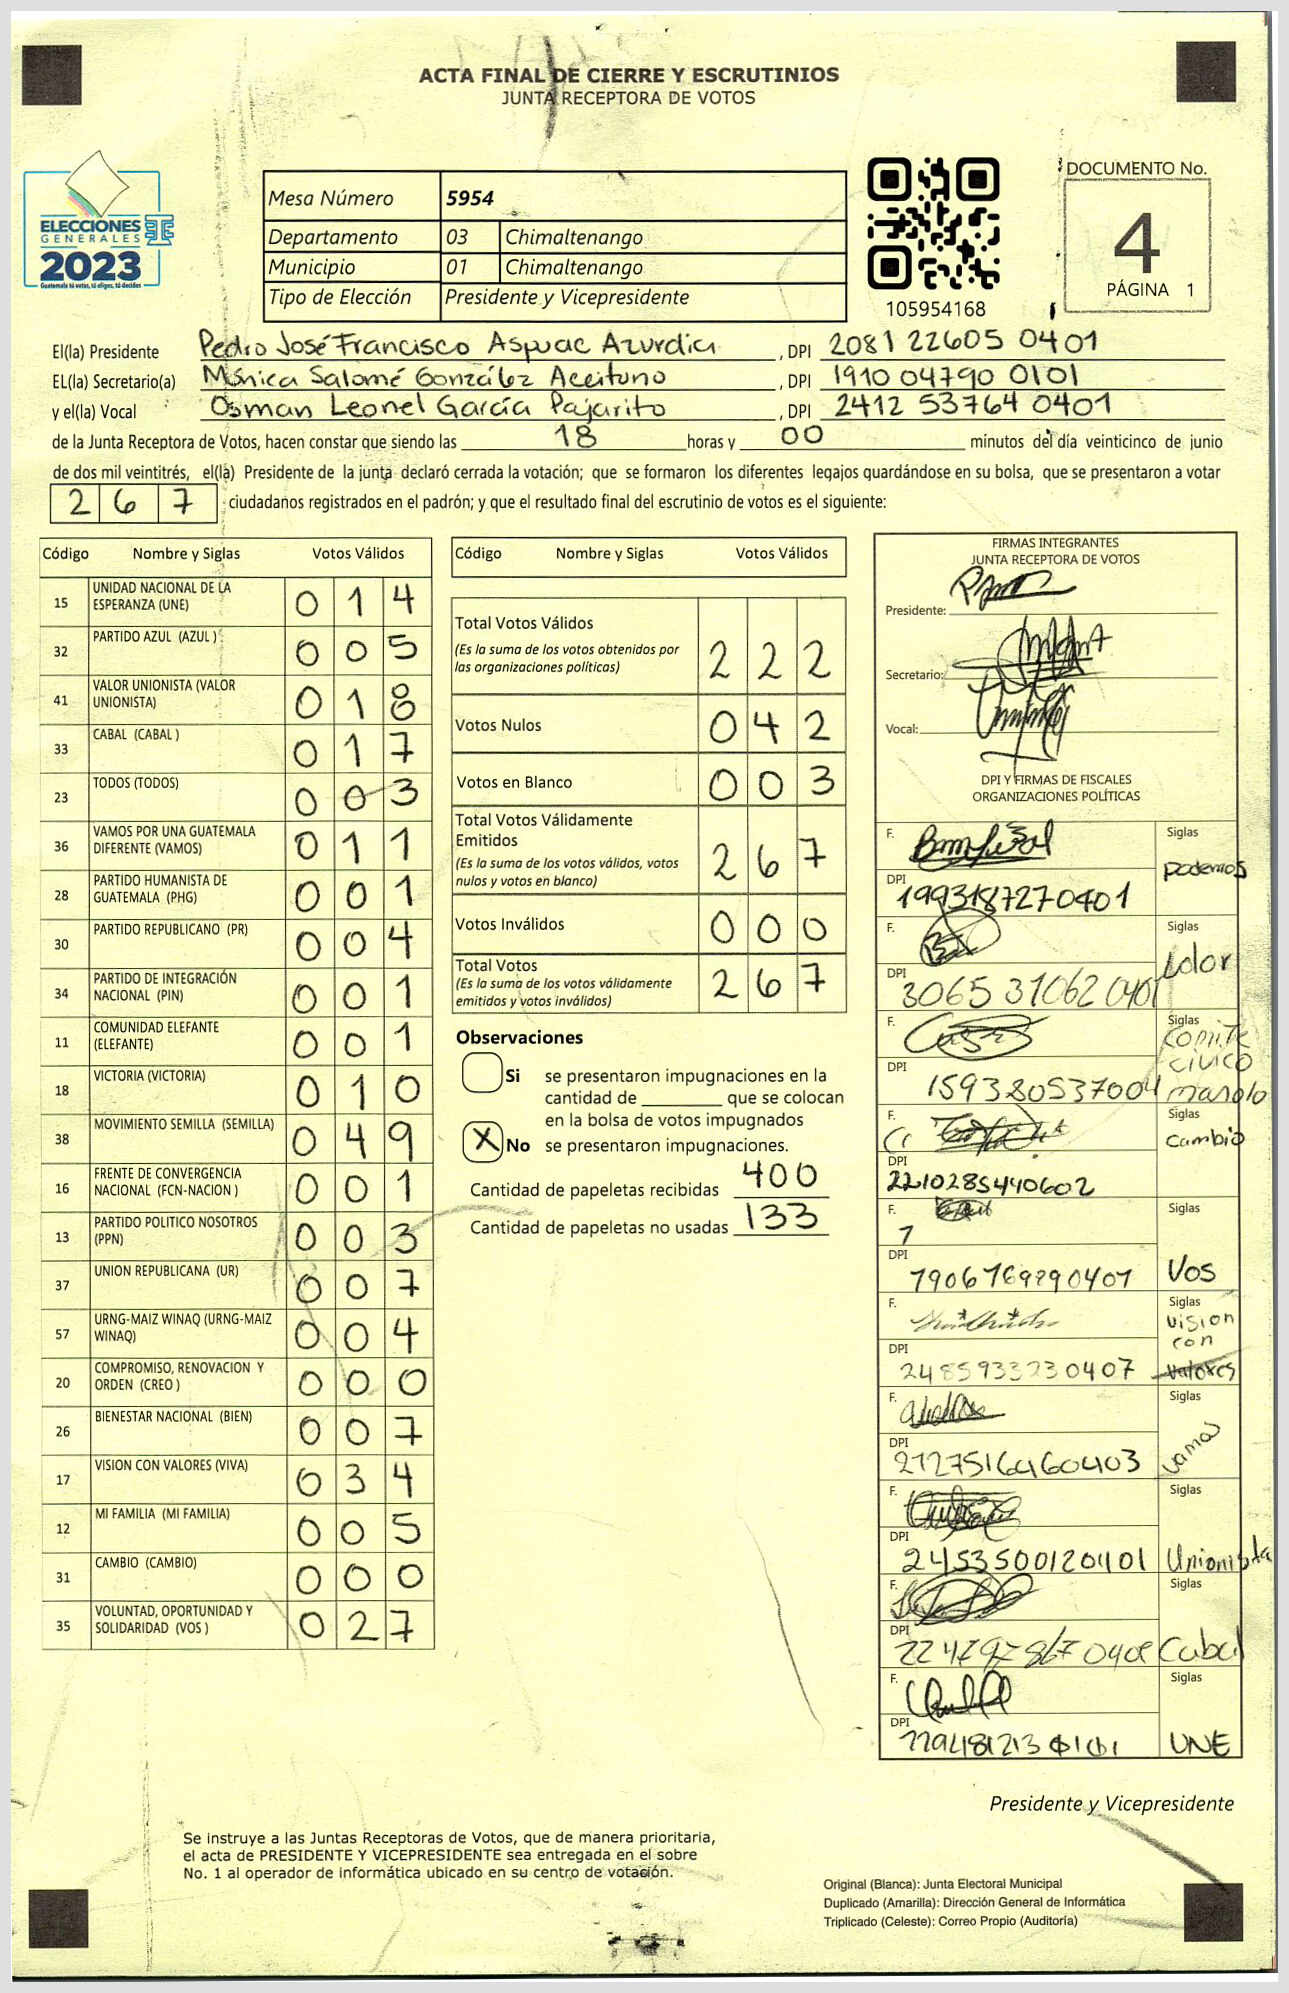 ACTA FINAL DE CIERRE Y ESCRUTINIOS
JUNTA RECEPTORA DE VOTOS
ELECCIONES
GENERALES
2023
Guatemala tú votas, tú eliges, tú decides
Mesa Número 5954
Departamento 03 Chimaltenango
Municipio 01 Chimaltenango
Tipo de Elección Presidente y Vicepresidente
105954168
DOCUMENTO No.
4
PÁGINA 1
El(la) Presidente Pedro José Francisco Aspuac Azurdia , DPI 2081 22605 0401
EL(la) Secretario(a) Mónica Salomé González Aceituno , DPI 1910 04790 0101
y el(la) Vocal Osman Leonel García Pajarito , DPI 2412 53764 0401
de la Junta Receptora de Votos, hacen constar que siendo las 18 horas y 00 minutos del día veinticinco de junio
de dos mil veintitrés, el(la) Presidente de la junta declaró cerrada la votación; que se formaron los diferentes legajos guardándose en su bolsa, que se presentaron a votar
2 6 7 ciudadanos registrados en el padrón; y que el resultado final del escrutinio de votos es el siguiente:
Código Nombre y Siglas Votos Válidos
15 UNIDAD NACIONAL DE LA ESPERANZA (UNE) 0 1 4
32 PARTIDO AZUL (AZUL ) 0 0 5
41 VALOR UNIONISTA (VALOR UNIONISTA) 0 1 8
33 CABAL (CABAL ) 0 1 7
23 TODOS (TODOS) 0 0 3
36 VAMOS POR UNA GUATEMALA DIFERENTE (VAMOS) 0 1 1
28 PARTIDO HUMANISTA DE GUATEMALA (PHG) 0 0 1
30 PARTIDO REPUBLICANO (PR) 0 0 4
34 PARTIDO DE INTEGRACIÓN NACIONAL (PIN) 0 0 1
11 COMUNIDAD ELEFANTE (ELEFANTE) 0 0 1
18 VICTORIA (VICTORIA) 0 1 0
38 MOVIMIENTO SEMILLA (SEMILLA) 0 4 9
16 FRENTE DE CONVERGENCIA NACIONAL (FCN-NACION ) 0 0 1
13 PARTIDO POLITICO NOSOTROS (PPN) 0 0 3
37 UNION REPUBLICANA (UR) 0 0 7
57 URNG-MAIZ WINAQ (URNG-MAIZ WINAQ) 0 0 4
20 COMPROMISO, RENOVACION Y ORDEN (CREO ) 0 0 0
26 BIENESTAR NACIONAL (BIEN) 0 0 7
17 VISION CON VALORES (VIVA) 0 3 4
12 MI FAMILIA (MI FAMILIA) 0 0 5
31 CAMBIO (CAMBIO) 0 0 0
35 VOLUNTAD, OPORTUNIDAD Y SOLIDARIDAD (VOS ) 0 2 7
Código Nombre y Siglas Votos Válidos
Total Votos Válidos
(Es la suma de los votos obtenidos por
las organizaciones políticas) 2 2 2
Votos Nulos 0 4 2
Votos en Blanco 0 0 3
Total Votos Válidamente
Emitidos
(Es la suma de los votos válidos, votos
nulos y votos en blanco) 2 6 7
Votos Inválidos 0 0 0
Total Votos
(Es la suma de los votos válidamente
emitidos y votos inválidos) 2 6 7
Observaciones
Si se presentaron impugnaciones en la
cantidad de ________ que se colocan
en la bolsa de votos impugnados
X No se presentaron impugnaciones.
Cantidad de papeletas recibidas 400
Cantidad de papeletas no usadas 133
FIRMAS INTEGRANTES
JUNTA RECEPTORA DE VOTOS
Presidente:
Secretario:
Vocal:
DPI Y FIRMAS DE FISCALES
ORGANIZACIONES POLÍTICAS
F. Siglas podemos
DPI 1993187270401
F. Siglas color
DPI 3065 31062 0401
F. Siglas Comite civico manolo
DPI 159380537004
F. Siglas cambio
DPI 2210285440602
F. Siglas Vos
DPI
F. Siglas vision con valores
DPI 2485933230407
F. Siglas vamos
DPI
F. Siglas Unionista
DPI 2453500120401
F. Siglas Cabal
DPI
F. Siglas UNE
DPI
Presidente y Vicepresidente
Se instruye a las Juntas Receptoras de Votos, que de manera prioritaria,
el acta de PRESIDENTE Y VICEPRESIDENTE sea entregada en el sobre
No. 1 al operador de informática ubicado en su centro de votación.
Original (Blanca): Junta Electoral Municipal
Duplicado (Amarilla): Dirección General de Informática
Triplicado (Celeste): Correo Propio (Auditoría)